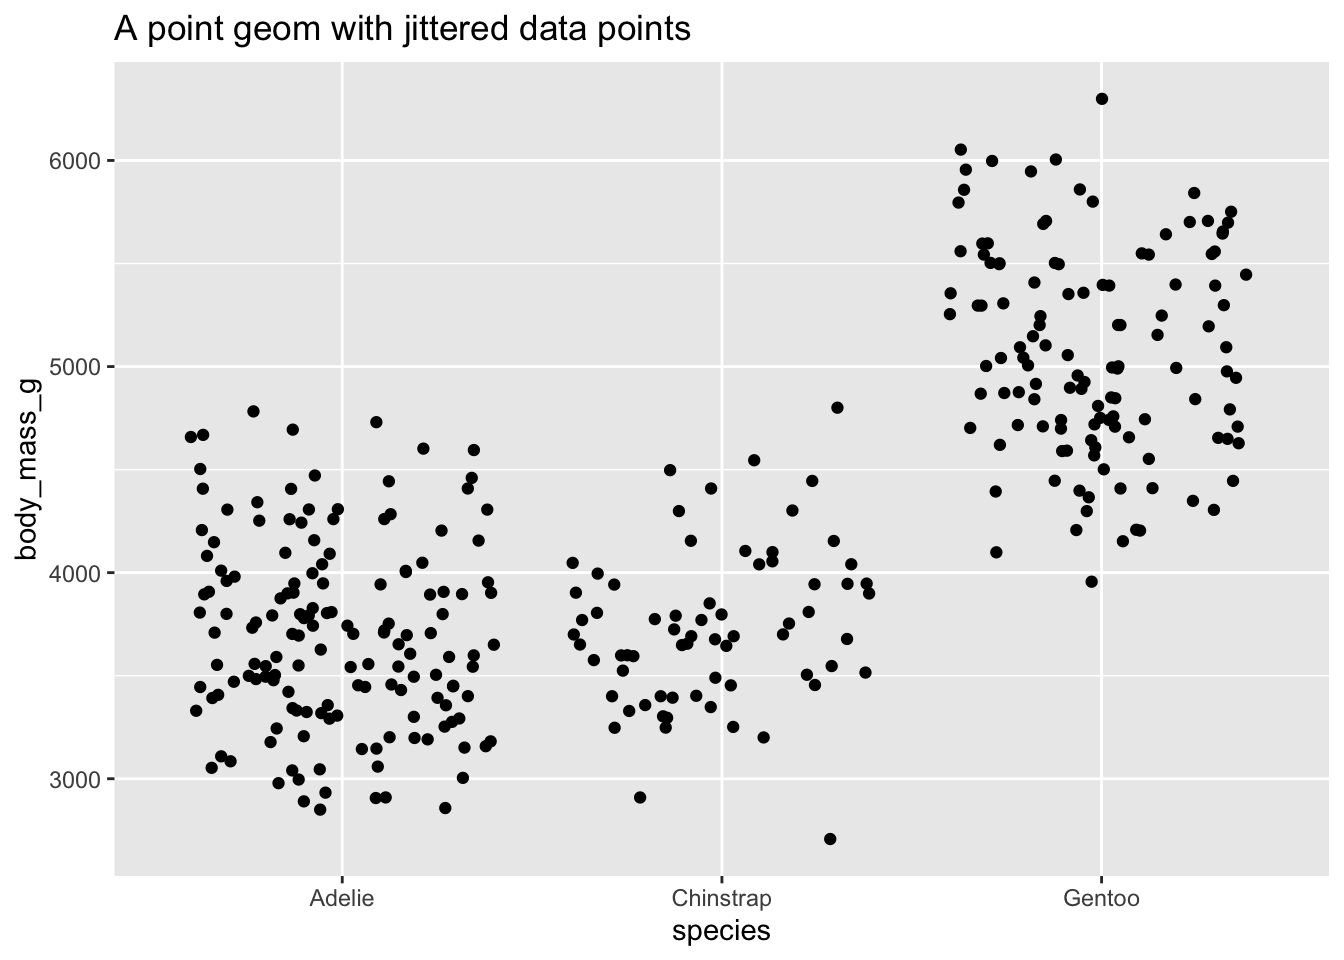 A point geom with jittered data points
6000
5000
4000
3000
body_mass_g
Adelie Chinstrap Gentoo
species